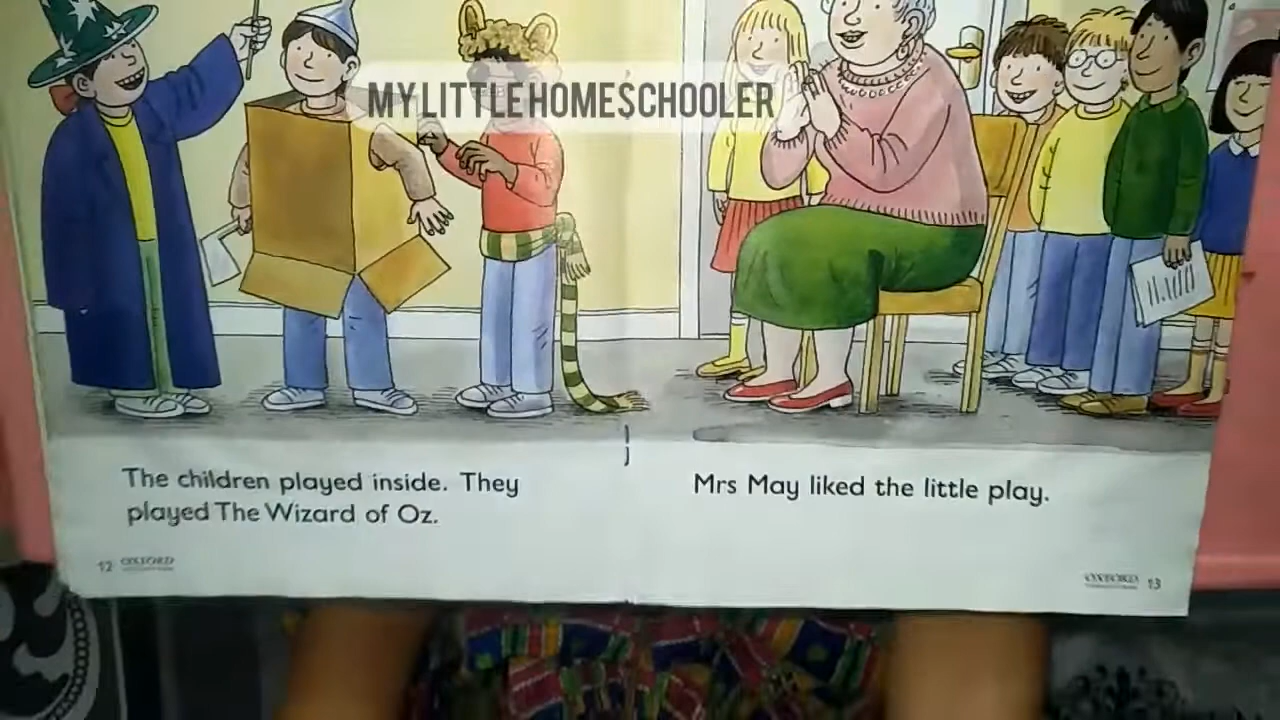 MY LITTLE HOMESCHOOLER
The children played inside. They
played The Wizard of Oz.
12 OXFORD
Mrs May liked the little play.
OXFORD 13